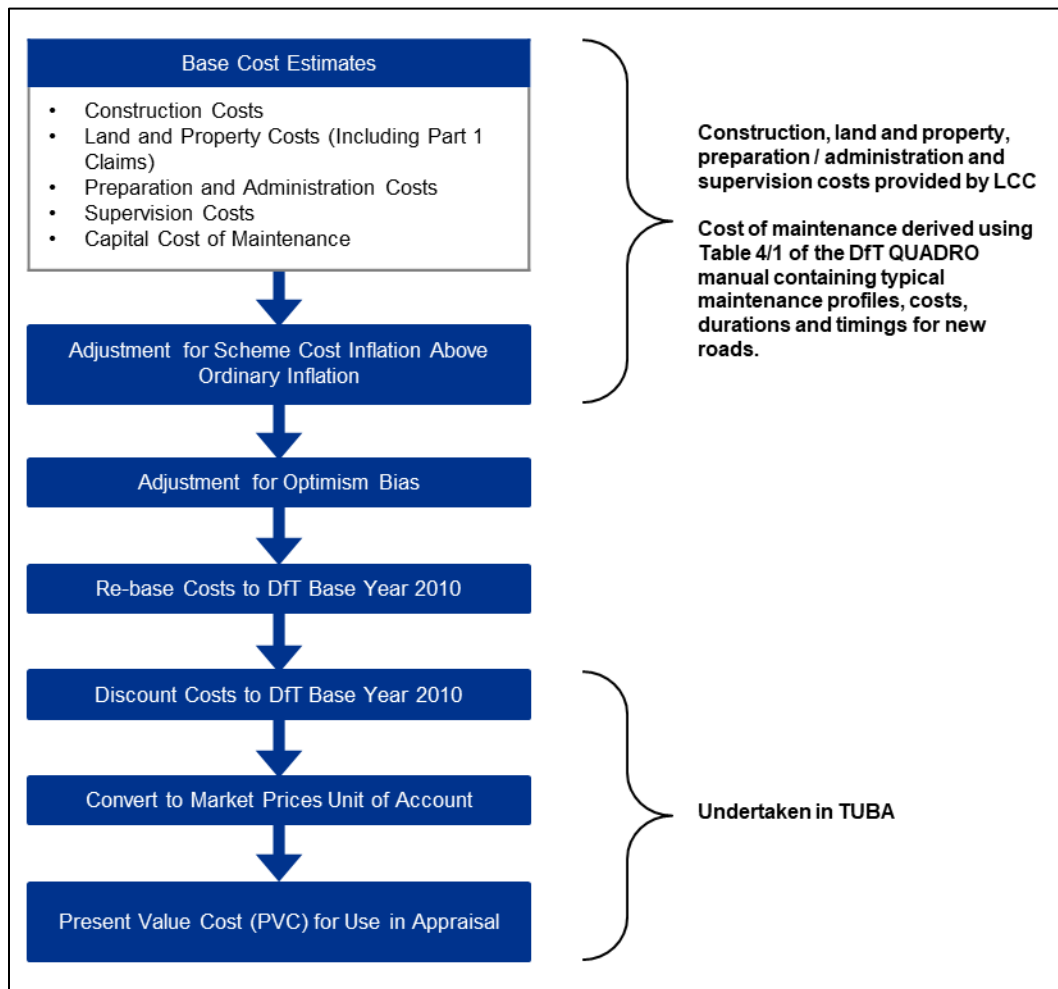 Base Cost Estimates
• Construction Costs
• Land and Property Costs (Including Part 1
Claims)
• Preparation and Administration Costs
• Supervision Costs
• Capital Cost of Maintenance
Construction, land and property,
preparation / administration and
supervision costs provided by LCC
Cost of maintenance derived using
Table 4/1 of the DfT QUADRO
manual containing typical
maintenance profiles, costs,
durations and timings for new
roads.
Adjustment for Scheme Cost Inflation Above
Ordinary Inflation
Adjustment for Optimism Bias
Re-base Costs to DfT Base Year 2010
Discount Costs to DfT Base Year 2010
Convert to Market Prices Unit of Account
Undertaken in TUBA
Present Value Cost (PVC) for Use in Appraisal